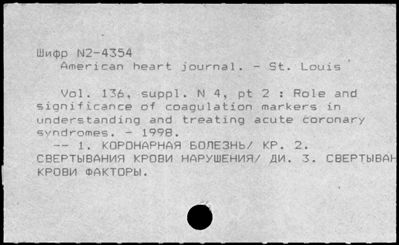 Шифр N2-4354
American heart journal. - St. Louis
Vol. 136, suppl. N 4, pt 2 : Role and
significance of coagulation markers in
understanding and treating acute coronary
syndromes. - 1998.
-- 1. КОРОНАРНАЯ БОЛЕЗНЬ/ КР. 2.
СВЕРТЫВАНИЯ КРОВИ НАРУШЕНИЯ/ ДИ. 3. СВЕРТЫВАН
КРОВИ ФАКТОРЫ.